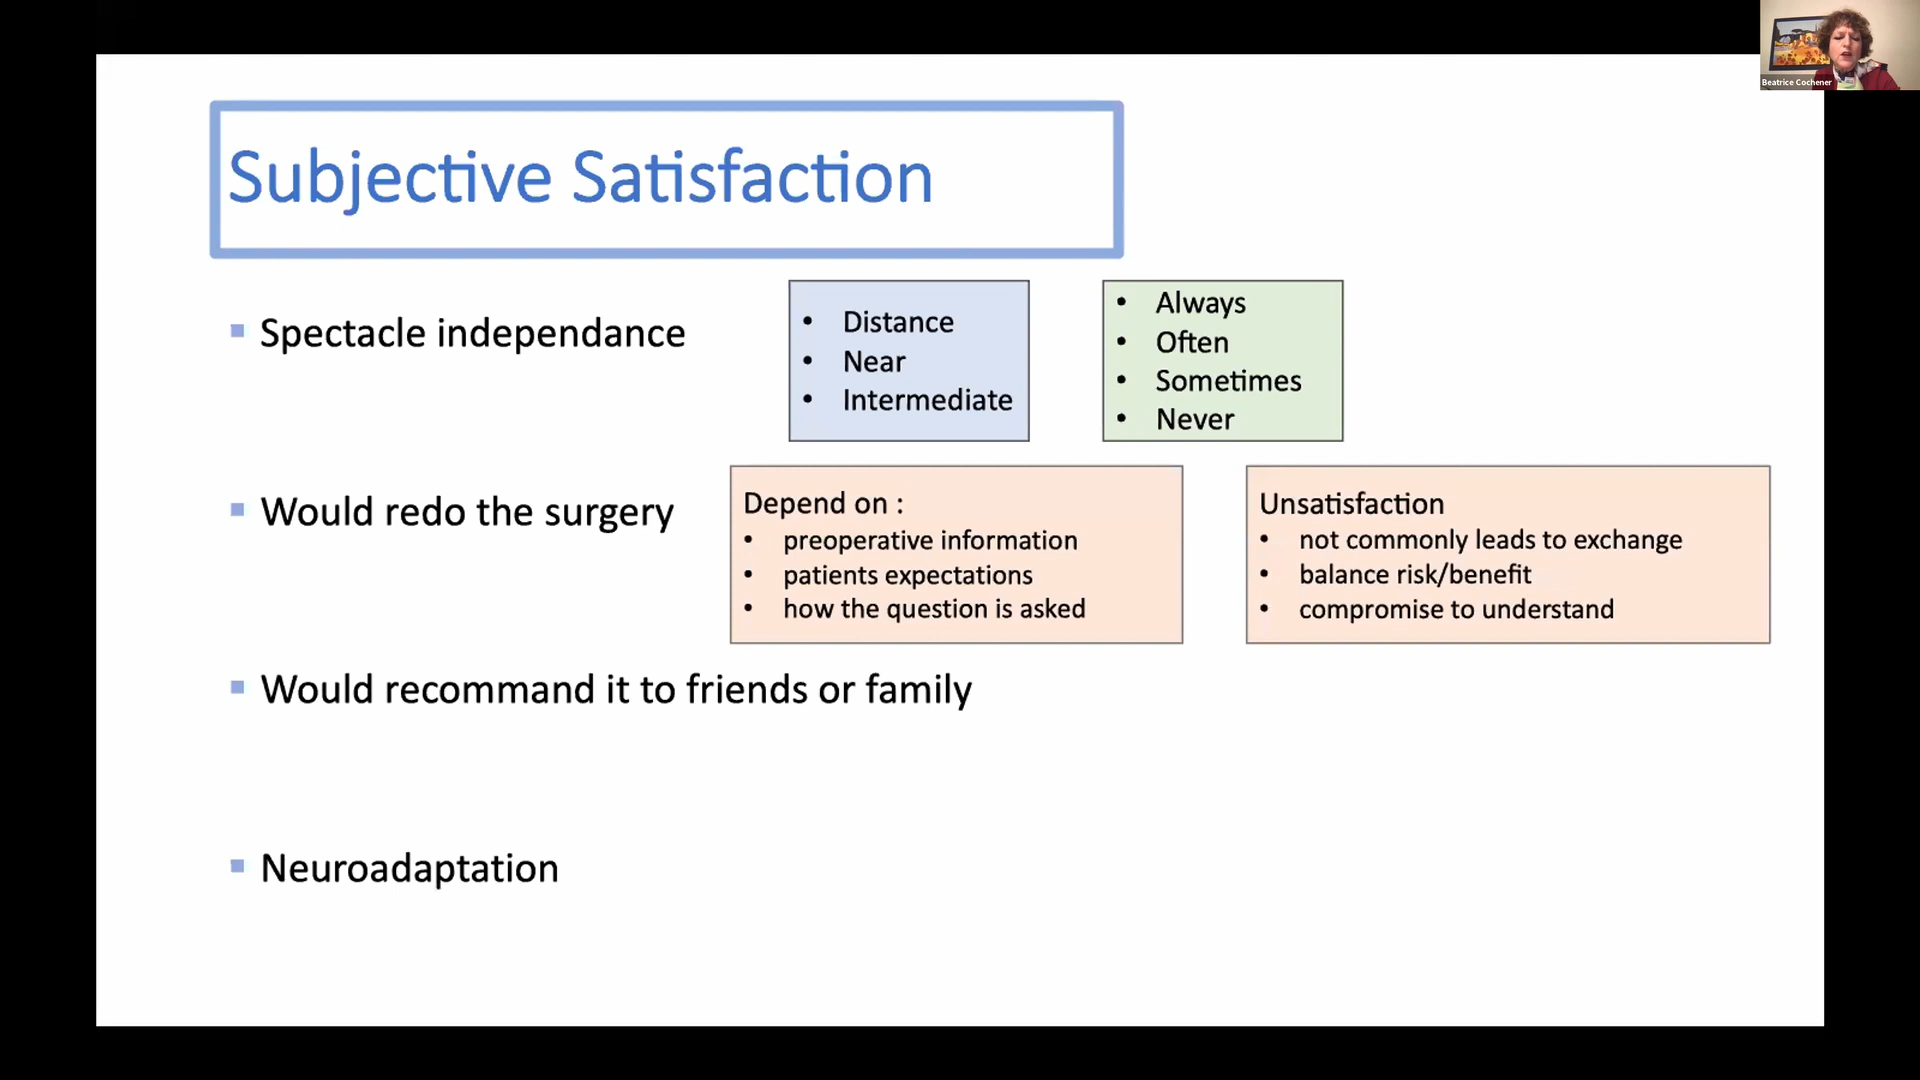 Beatrice Cochener
Subjective Satisfaction
Spectacle independance
Distance
Near
Intermediate
Always
Often
Sometimes
Never
Would redo the surgery
Depend on :
preoperative information
patients expectations
how the question is asked
Unsatisfaction
not commonly leads to exchange
balance risk/benefit
compromise to understand
Would recommand it to friends or family
Neuroadaptation